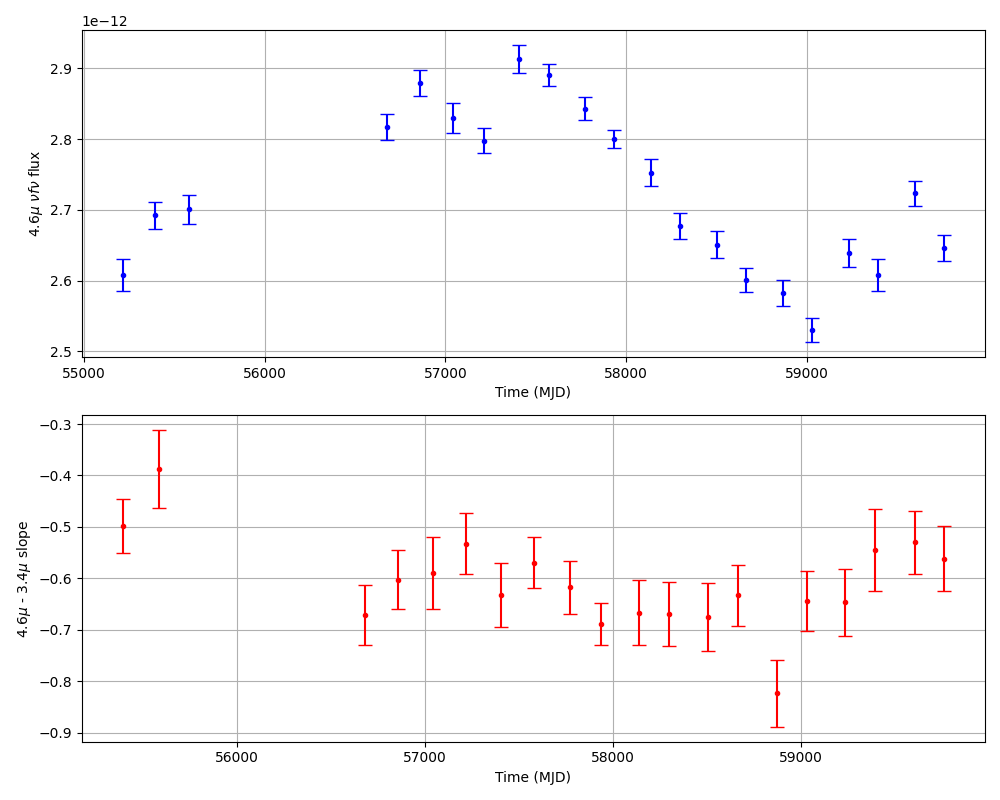 1e−12
2.9
2.8
2.7
2.6
2.5
4.6μ νfν flux
55000 56000 57000 58000 59000
Time (MJD)
−0.3
−0.4
−0.5
−0.6
−0.7
−0.8
−0.9
4.6μ - 3.4μ slope
56000 57000 58000 59000
Time (MJD)